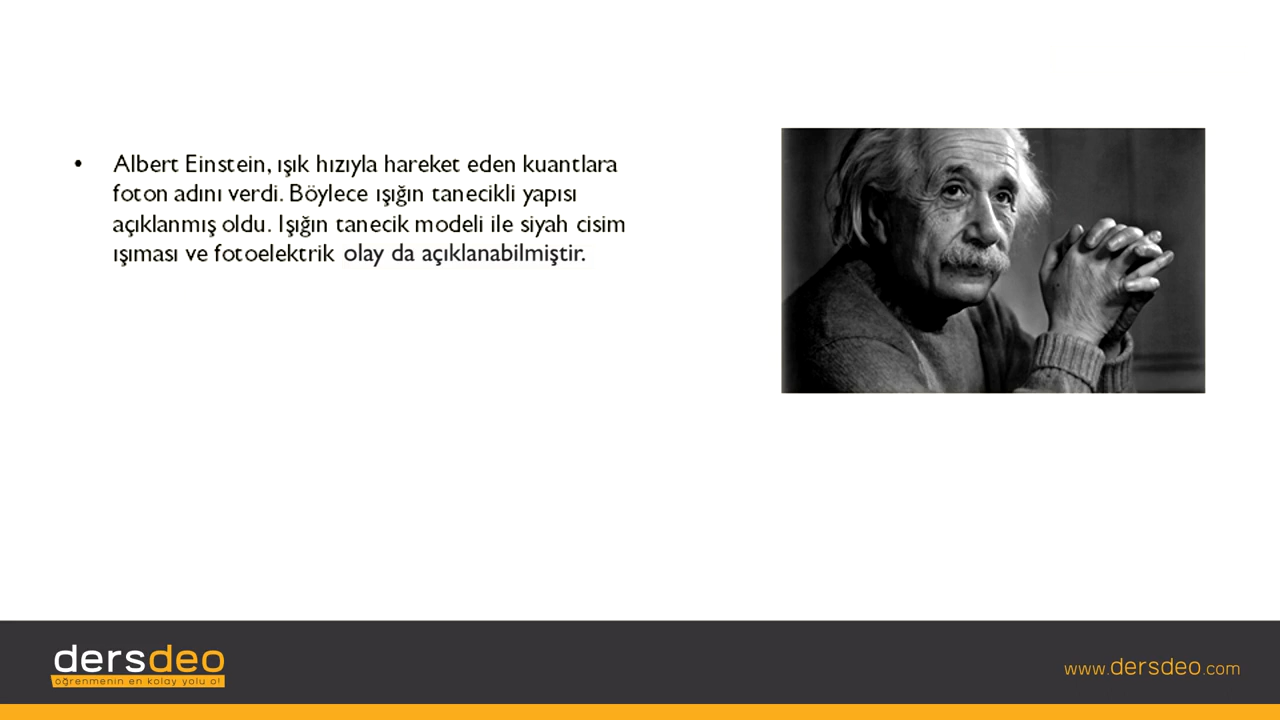 • Albert Einstein, ışık hızıyla hareket eden kuantlara
foton adını verdi. Böylece ışığın tanecikli yapısı
açıklanmış oldu. Işığın tanecik modeli ile siyah cisim
ışıması ve fotoelektrik olay da açıklanabilmiştir.
dersdeo
öğrenmenin en kolay yolu o!
www.dersdeo.com